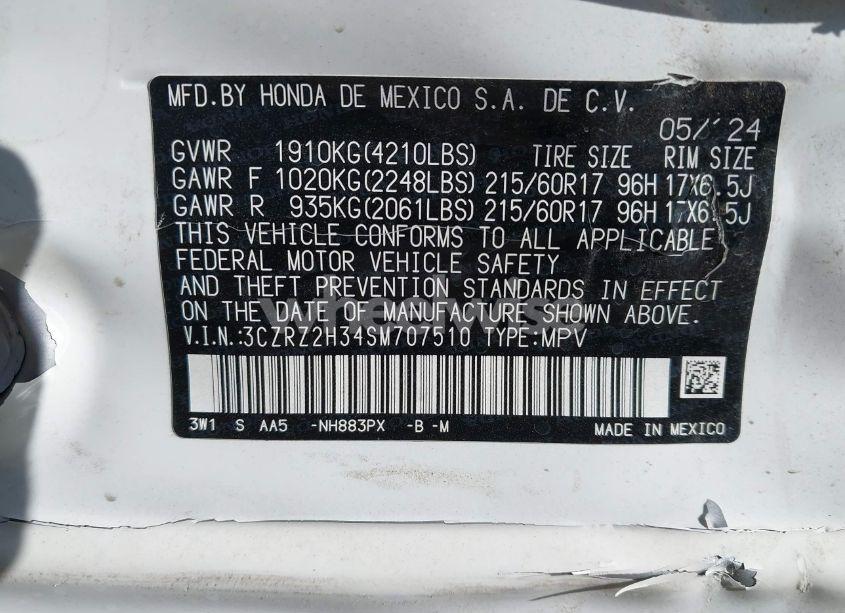 MFD.BY HONDA DE MEXICO S.A. DE C.V.
05/'24
GVWR 1910KG(4210LBS) TIRE SIZE RIM SIZE
GAWR F 1020KG(2248LBS) 215/60R17 96H 17X6.5J
GAWR R 935KG(2061LBS) 215/60R17 96H 17X6.5J
THIS VEHICLE CONFORMS TO ALL APPLICABLE
FEDERAL MOTOR VEHICLE SAFETY
AND THEFT PREVENTION STANDARDS IN EFFECT
ON THE DATE OF MANUFACTURE SHOWN ABOVE.
V.I.N.:3CZRZ2H34SM707510 TYPE:MPV
3W1 S AA5 -NH883PX -B -M MADE IN MEXICO
wheelwise